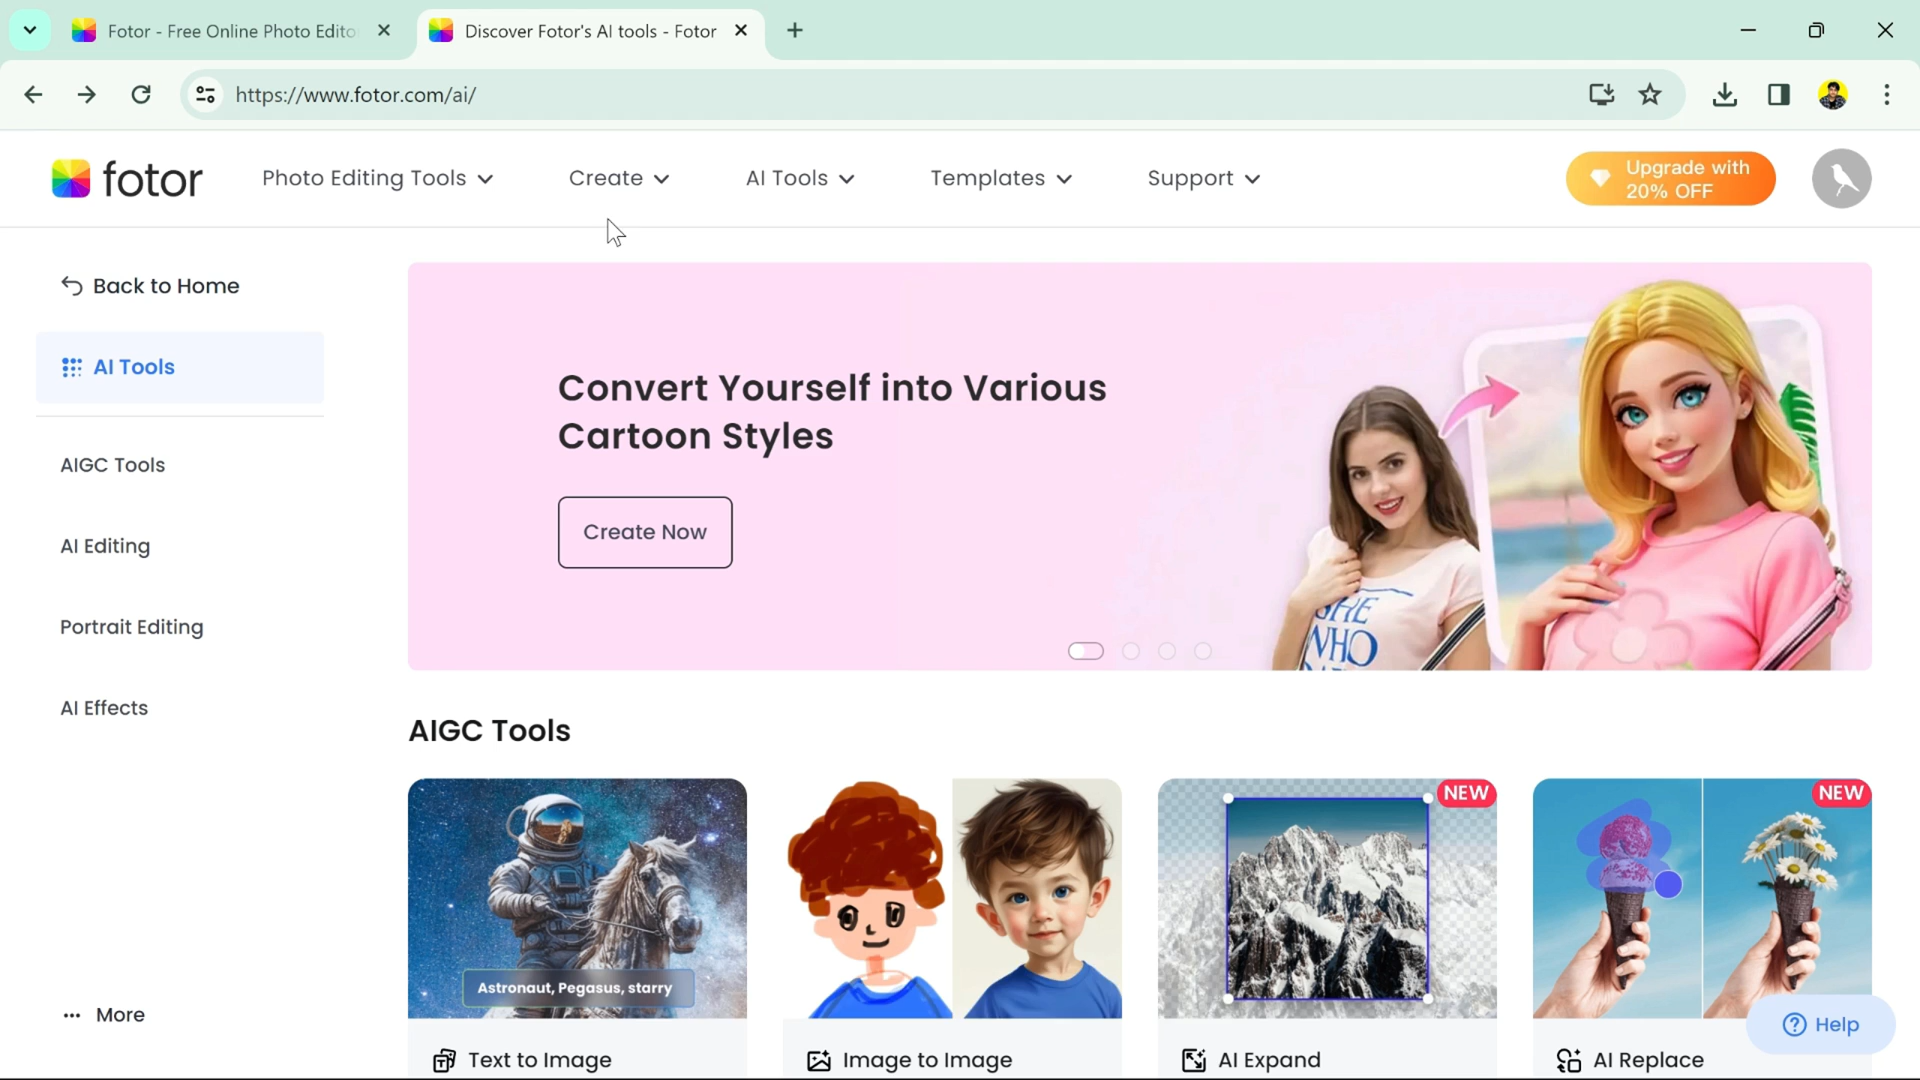 Fotor - Free Online Photo Edito
Discover Fotor's AI tools - Fotor
https://www.fotor.com/ai/
fotor
Photo Editing Tools
Create
AI Tools
Templates
Support
Upgrade with
20% OFF
Back to Home
AI Tools
AIGC Tools
AI Editing
Portrait Editing
AI Effects
More
Convert Yourself into Various
Cartoon Styles
Create Now
SHE
WHO
AIGC Tools
Astronaut, Pegasus, starry
Text to Image
Image to Image
NEW
AI Expand
NEW
AI Replace
Help